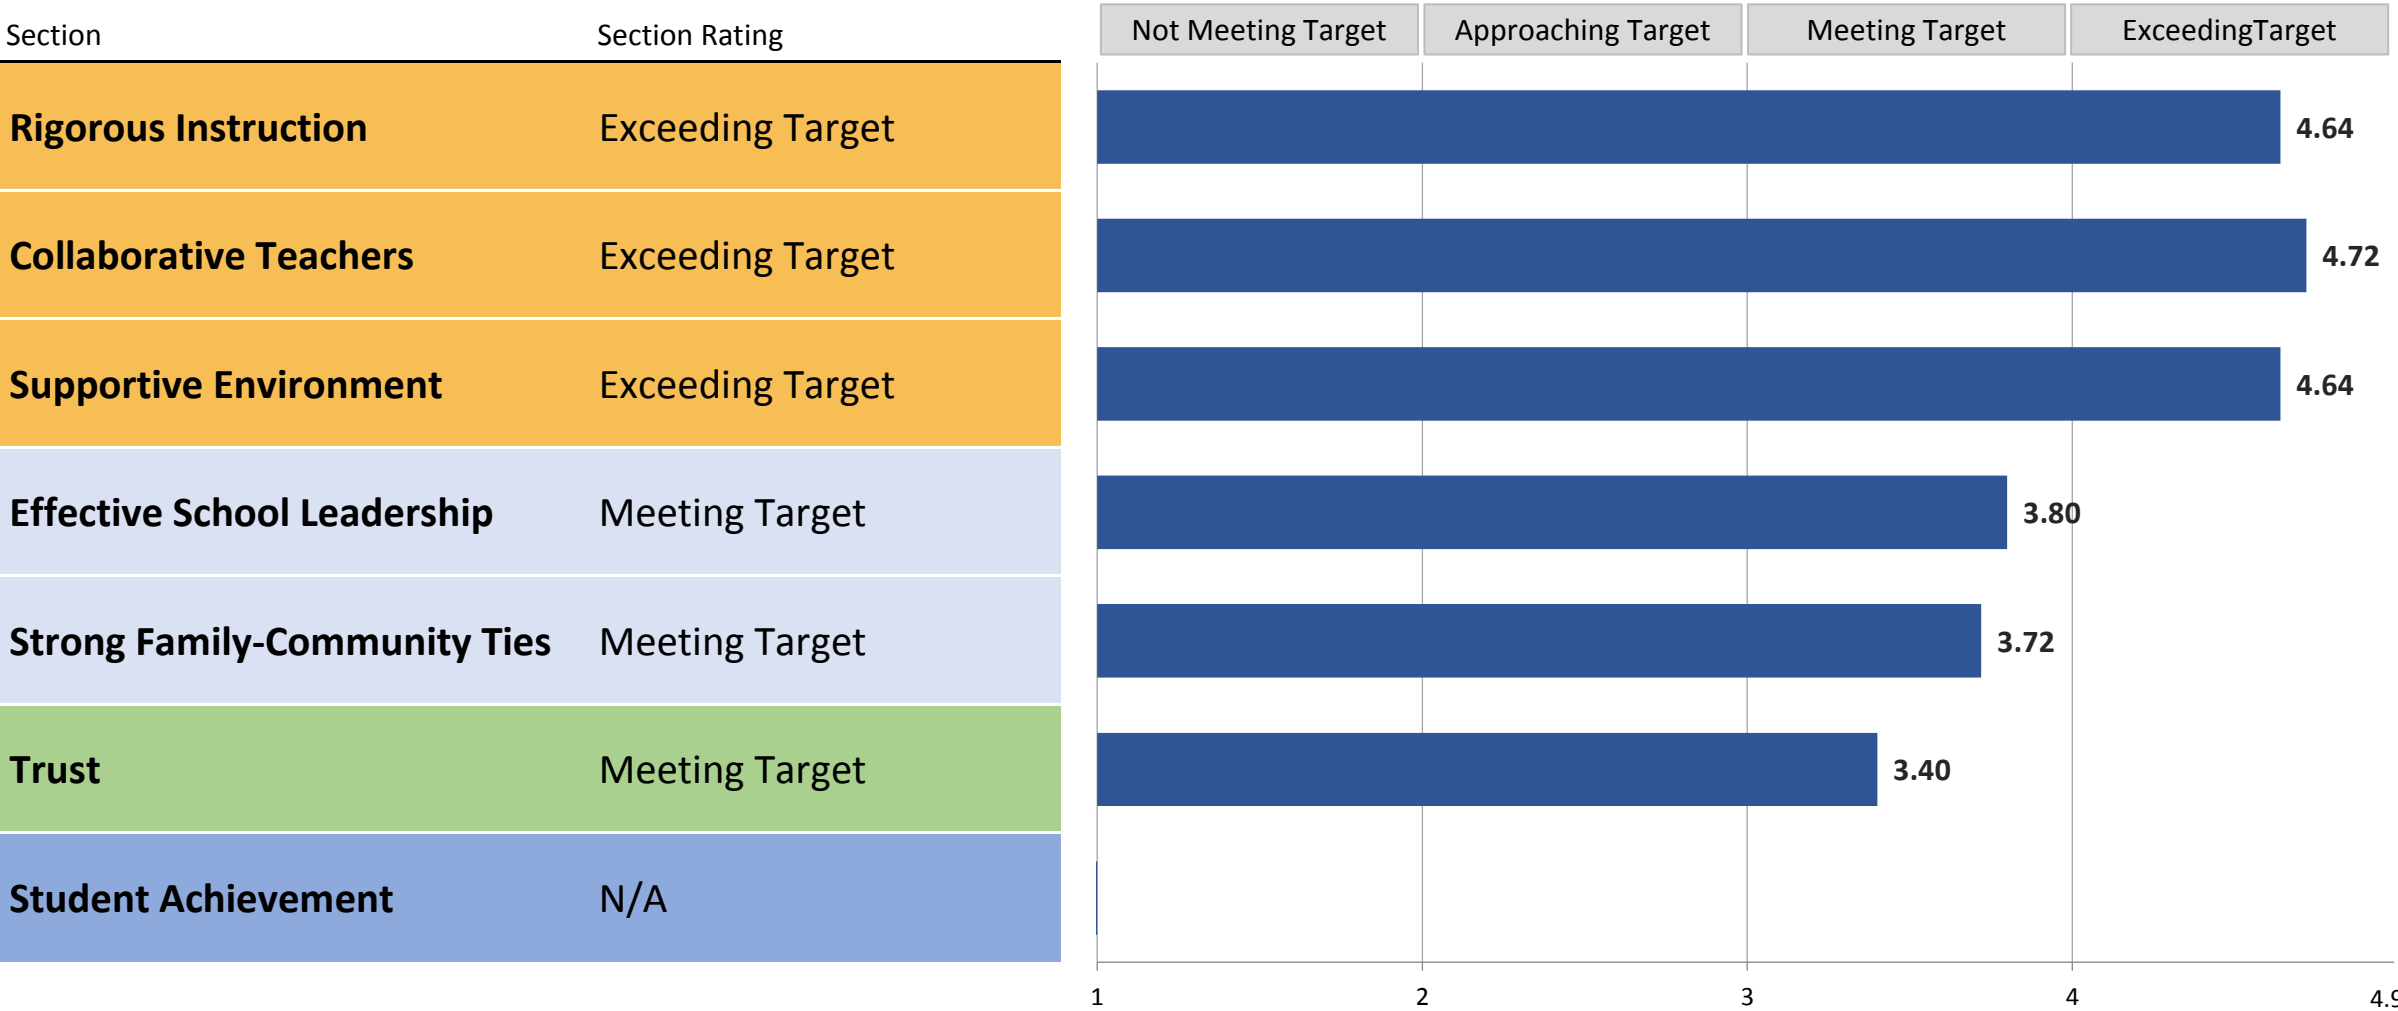 Section Section Rating Not Meeting Target Approaching Target Meeting Target ExceedingTarget
Rigorous Instruction Exceeding Target 4.64
Collaborative Teachers Exceeding Target 4.72
Supportive Environment Exceeding Target 4.64
Effective School Leadership Meeting Target 3.80
Strong Family-Community Ties Meeting Target 3.72
Trust Meeting Target 3.40
Student Achievement N/A
1 2 3 4 4.9